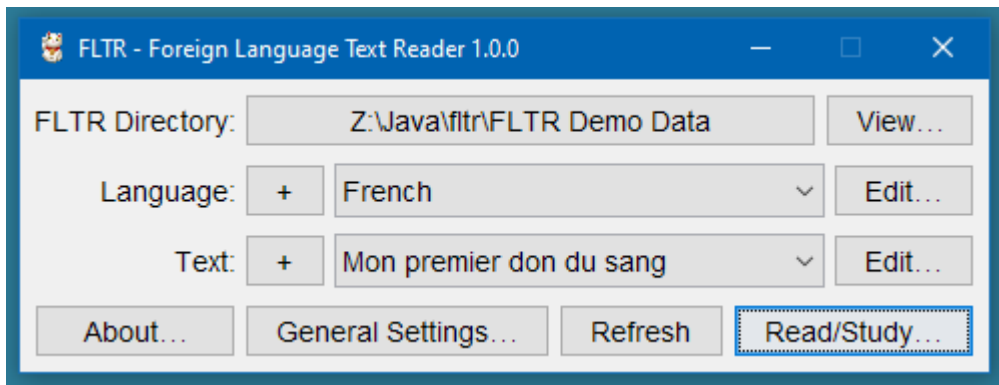 FLTR - Foreign Language Text Reader 1.0.0
FLTR Directory: Z:\Java\fltr\FLTR Demo Data View...
Language: + French Edit...
Text: + Mon premier don du sang Edit...
About... General Settings... Refresh Read/Study...